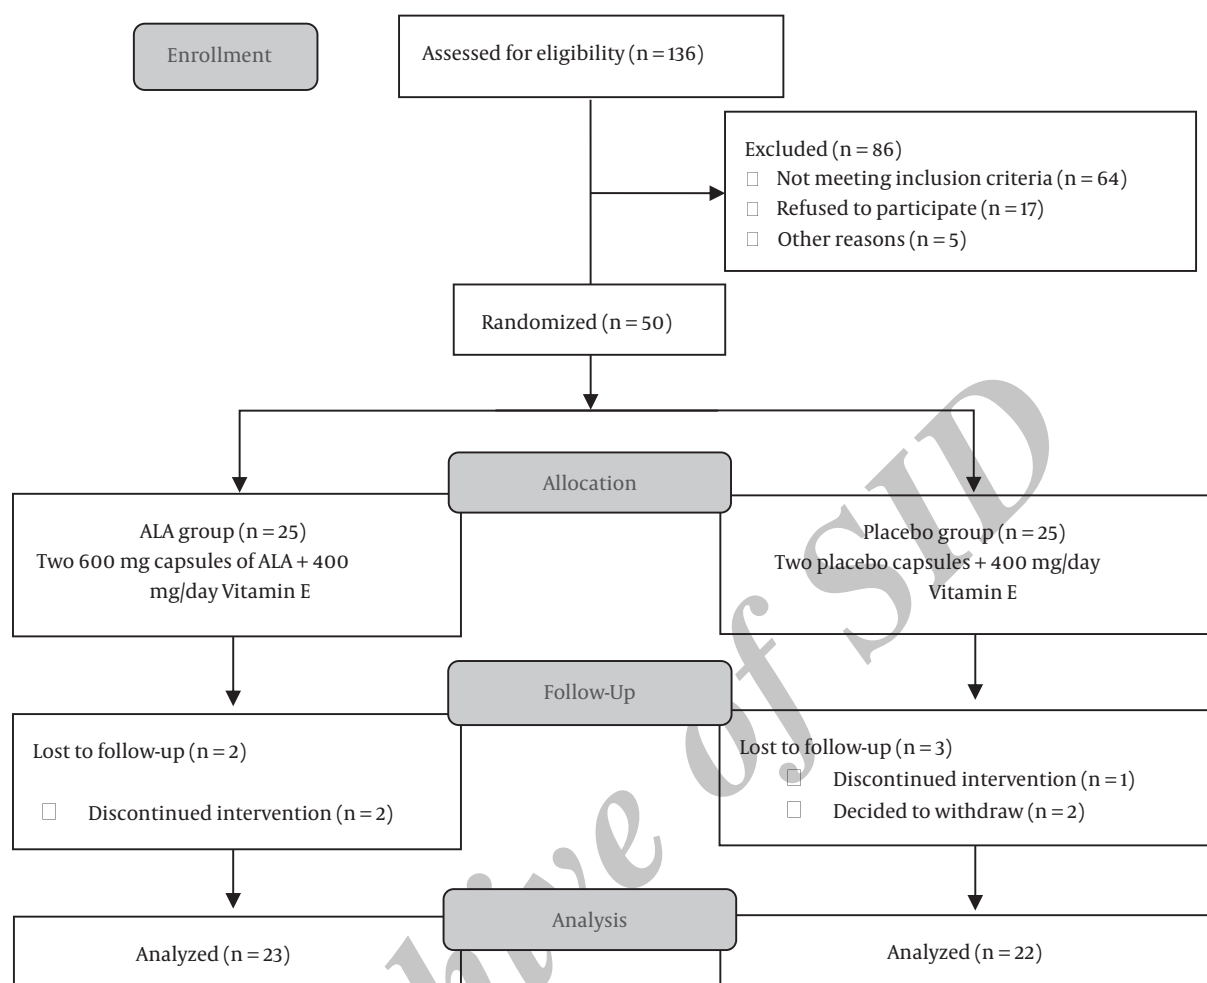 Enrollment
Assessed for eligibility (n = 136)
Excluded (n = 86)
Not meeting inclusion criteria (n = 64)
Refused to participate (n = 17)
Other reasons (n = 5)
Randomized (n = 50)
Allocation
ALA group (n = 25)
Two 600 mg capsules of ALA + 400
mg/day Vitamin E
Placebo group (n = 25)
Two placebo capsules + 400 mg/day
Vitamin E
Follow-Up
Lost to follow-up (n = 2)
Discontinued intervention (n = 2)
Lost to follow-up (n = 3)
Discontinued intervention (n = 1)
Decided to withdraw (n = 2)
Analysis
Analyzed (n = 23)
Analyzed (n = 22)
hive of SID